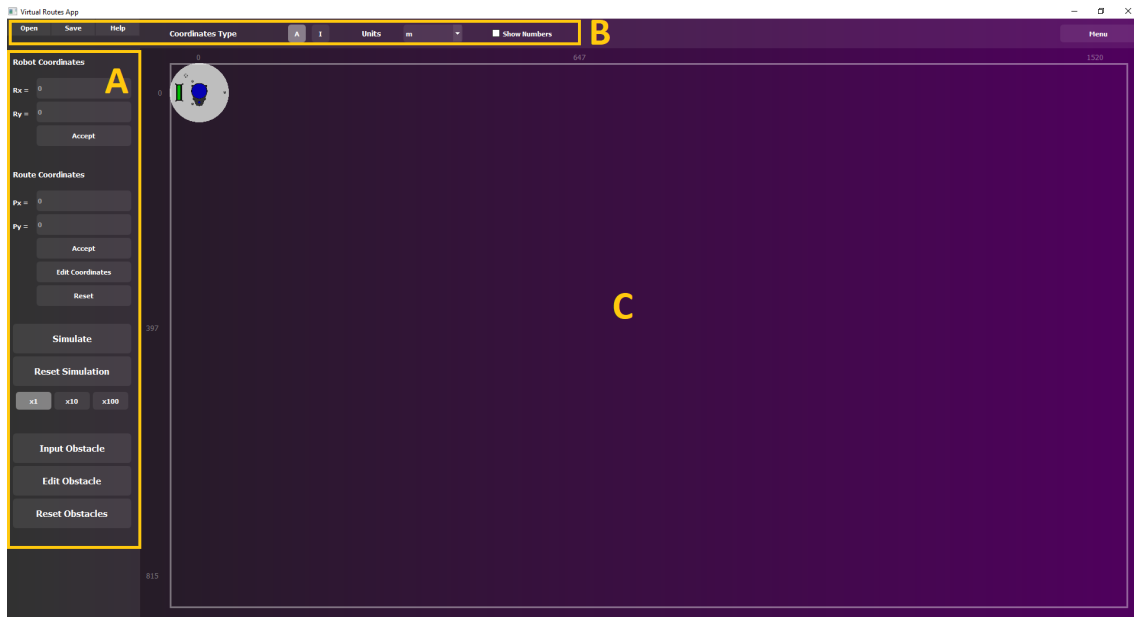 Virtual Routes App
Open Save Help Coordinates Type A I Units m Show Numbers B Menu
Robot Coordinates
A
Rx = 0
Ry = 0
Accept
Route Coordinates
Px = 0
Py = 0
Accept
Edit Coordinates
Reset
Simulate
Reset Simulation
x1 x10 x100
Input Obstacle
Edit Obstacle
Reset Obstacles
0 647 1520
0
397
815
C